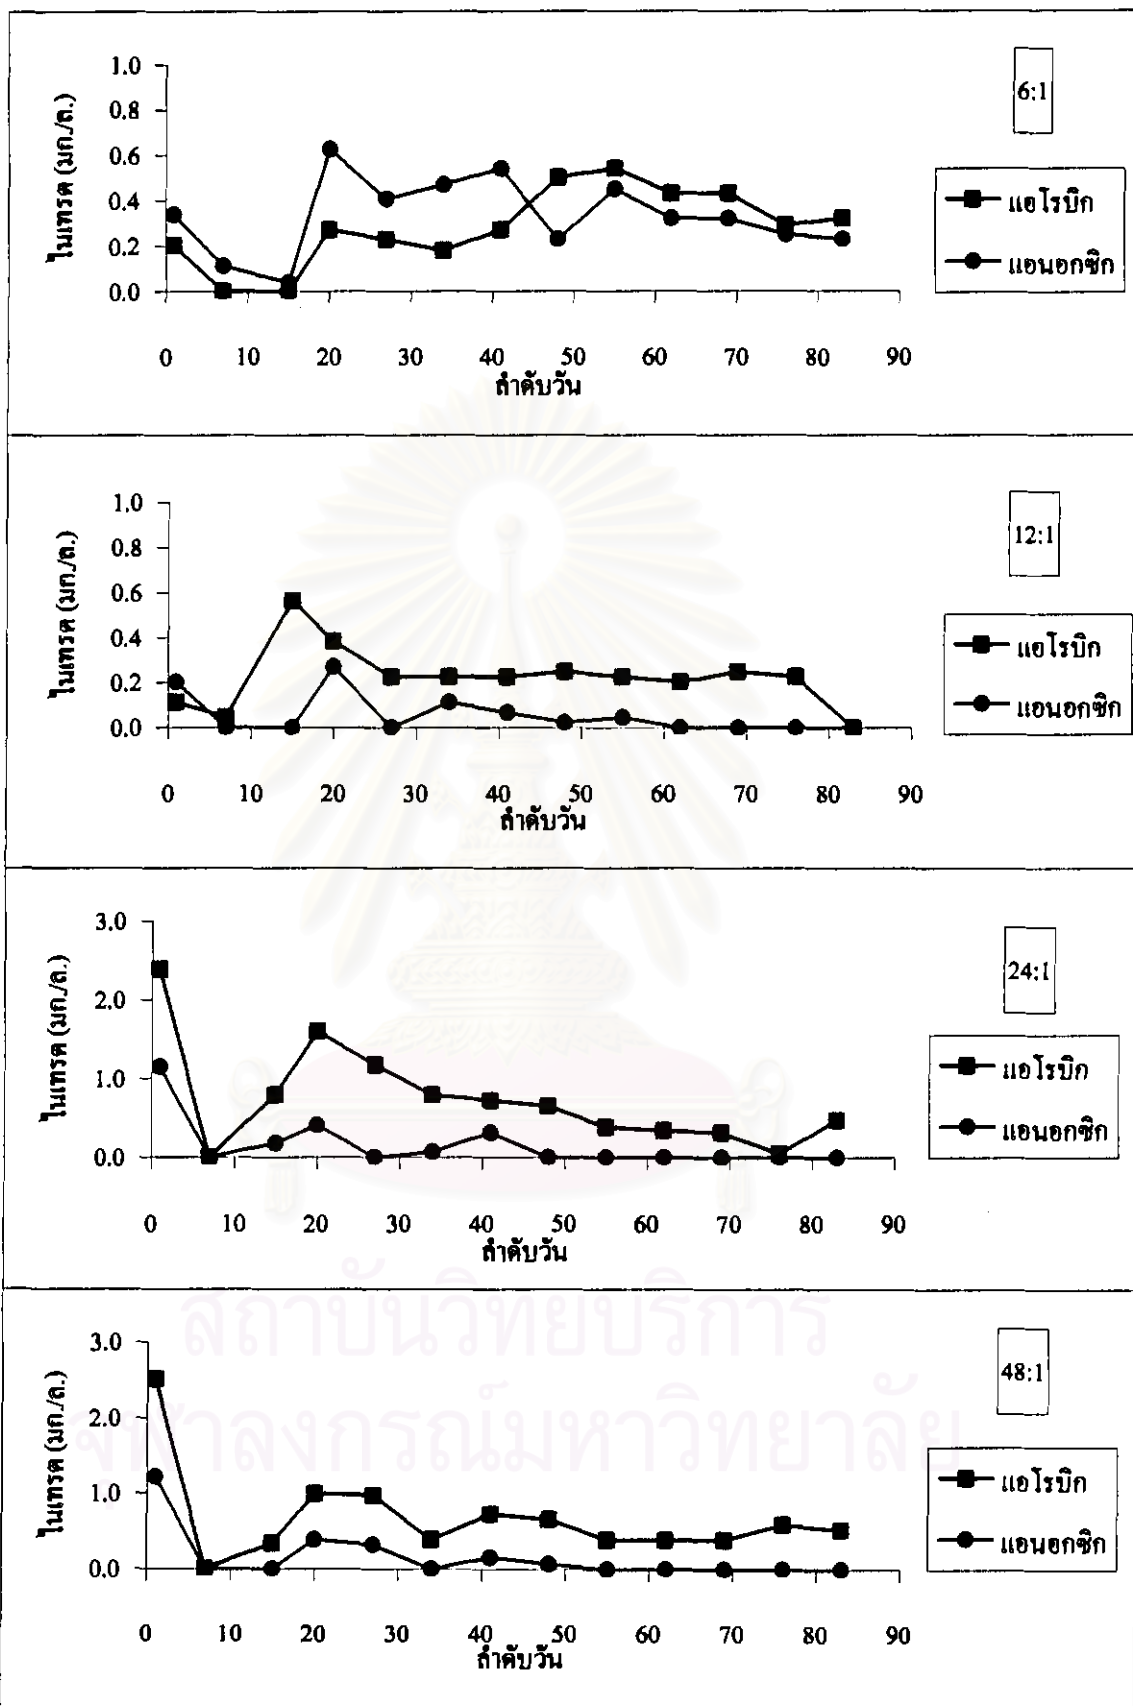 6:1
ไนเทรต (มก./ล.)
1.0
0.8
0.6
0.4
0.2
0.0
แอโรบิก
แอนอกซิก
0 10 20 30 40 50 60 70 80 90
ลำดับวัน
12:1
ไนเทรต (มก./ล.)
1.0
0.8
0.6
0.4
0.2
0.0
แอโรบิก
แอนอกซิก
0 10 20 30 40 50 60 70 80 90
ลำดับวัน
24:1
ไนเทรต (มก./ล.)
3.0
2.0
1.0
0.0
แอโรบิก
แอนอกซิก
0 10 20 30 40 50 60 70 80 90
ลำดับวัน
สถาบันวิทยบริการ
จุฬาลงกรณ์มหาวิทยาลัย
48:1
ไนเทรต (มก./ล.)
3.0
2.0
1.0
0.0
แอโรบิก
แอนอกซิก
0 10 20 30 40 50 60 70 80 90
ลำดับวัน